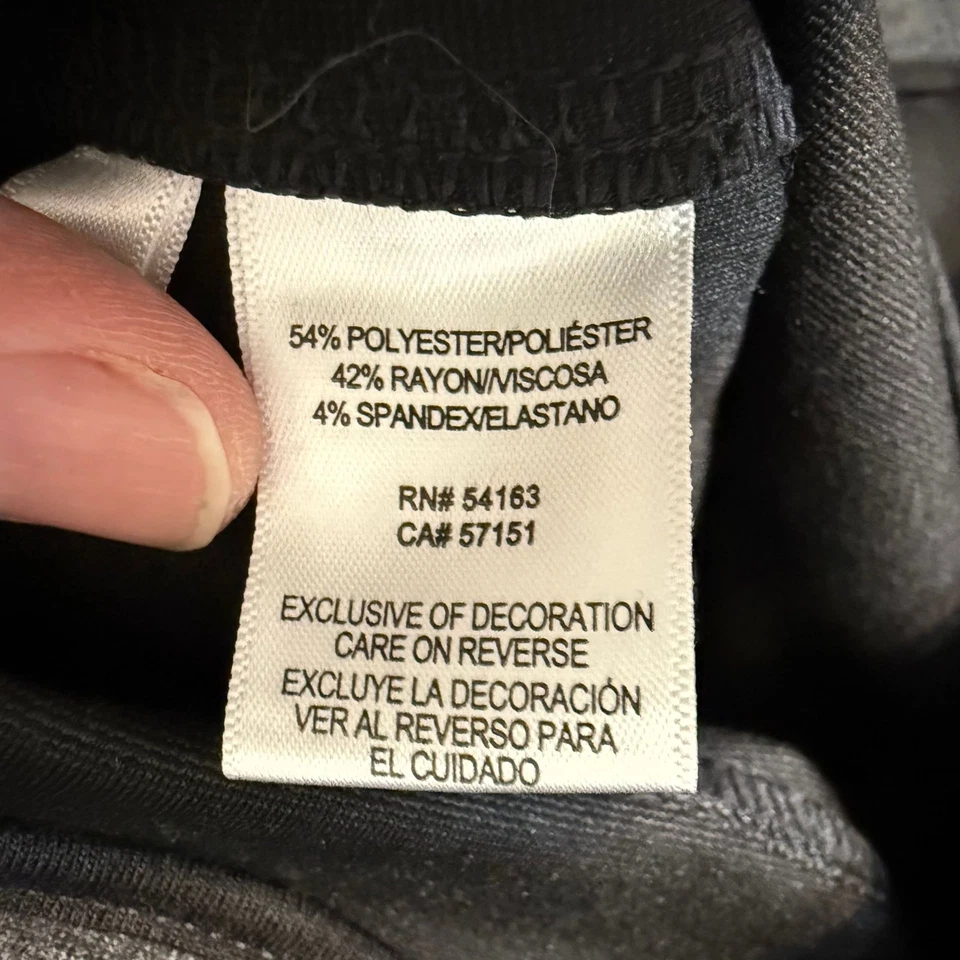 54% POLYESTER/POLIÉSTER
42% RAYON//VISCOSA
4% SPANDEX/ELASTANO
RN# 54163
CA# 57151
EXCLUSIVE OF DECORATION
CARE ON REVERSE
EXCLUYE LA DECORACIÓN
VER AL REVERSO PARA
EL CUIDADO